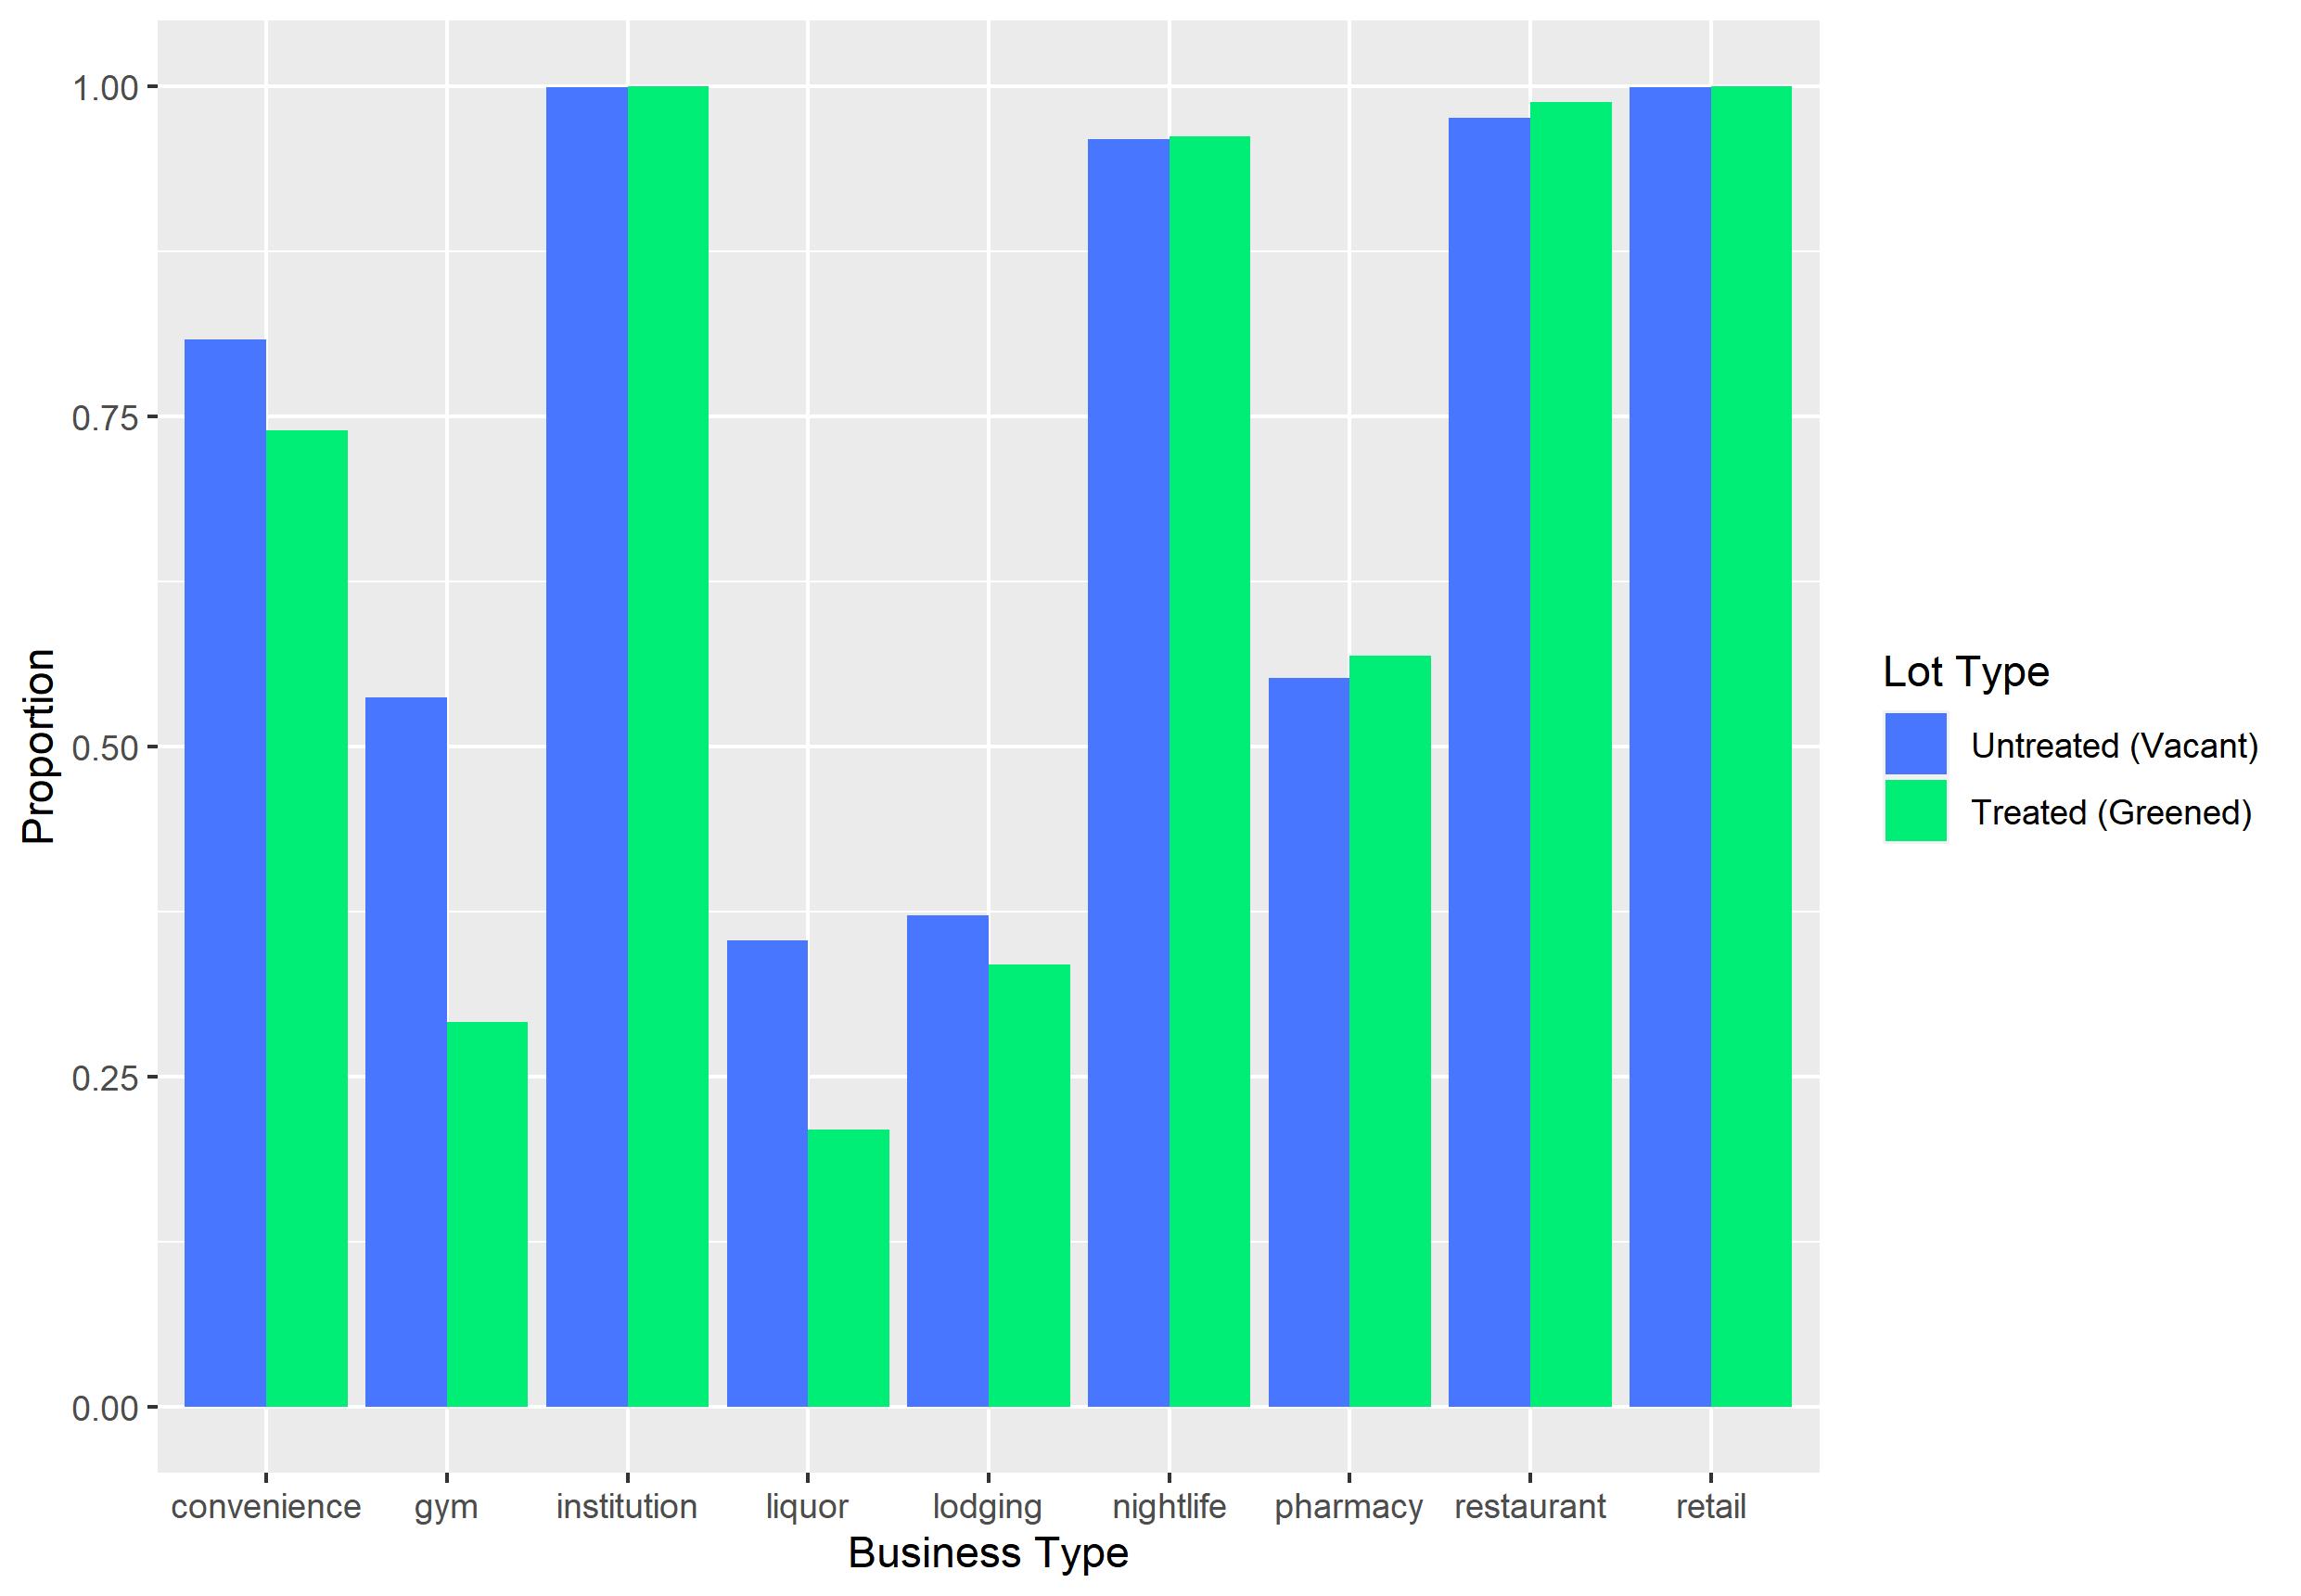 1.00
0.75
0.50
0.25
0.00
Proportion
convenience gym institution liquor lodging nightlife pharmacy restaurant retail
Business Type
Lot Type
Untreated (Vacant)
Treated (Greened)